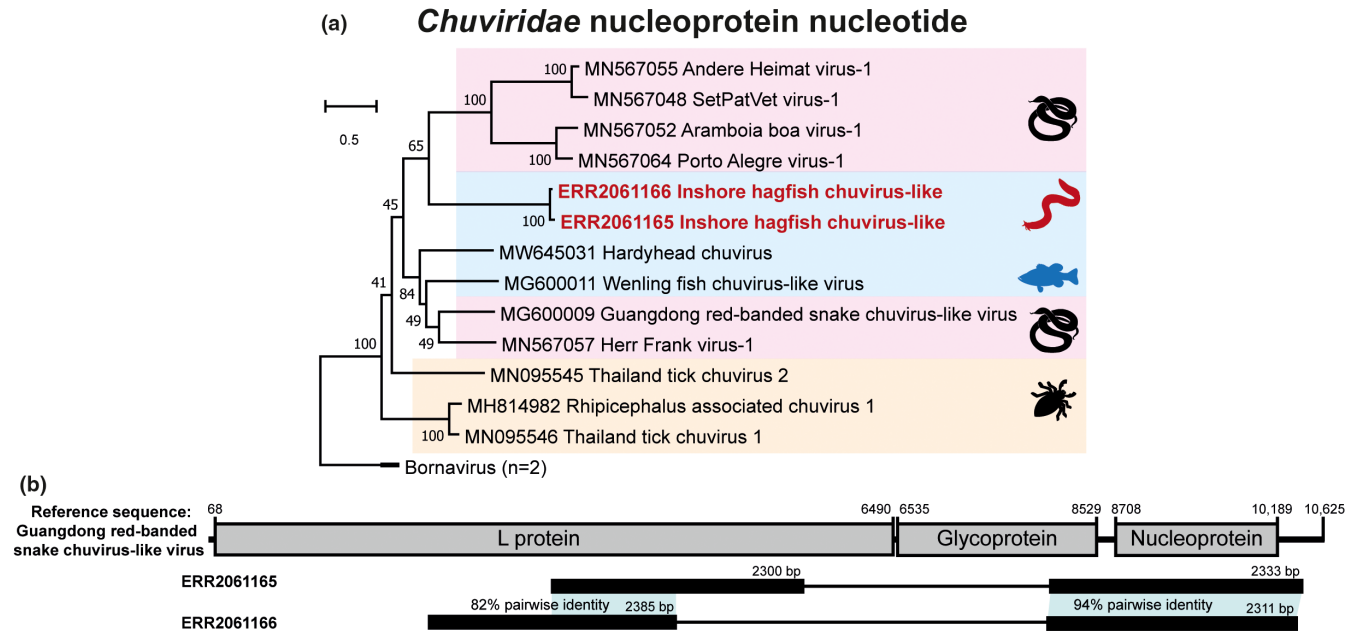 (a) Chuviridae nucleoprotein nucleotide
100 MN567055 Andere Heimat virus-1
100 MN567048 SetPatVet virus-1
0.5
MN567052 Aramboia boa virus-1
65
100 MN567064 Porto Alegre virus-1
ERR2061166 Inshore hagfish chuvirus-like
45
100 ERR2061165 Inshore hagfish chuvirus-like
MW645031 Hardyhead chuvirus
41
84 MG600011 Wenling fish chuvirus-like virus
49 MG600009 Guangdong red-banded snake chuvirus-like virus
100 49 MN567057 Herr Frank virus-1
MN095545 Thailand tick chuvirus 2
MH814982 Rhipicephalus associated chuvirus 1
100 MN095546 Thailand tick chuvirus 1
Bornavirus (n=2)
(b)
Reference sequence:
Guangdong red-banded
snake chuvirus-like virus
68 6490 6535 8529 8708 10,189 10,625
L protein Glycoprotein Nucleoprotein
ERR2061165 2300 bp 2333 bp
82% pairwise identity 2385 bp 94% pairwise identity 2311 bp
ERR2061166